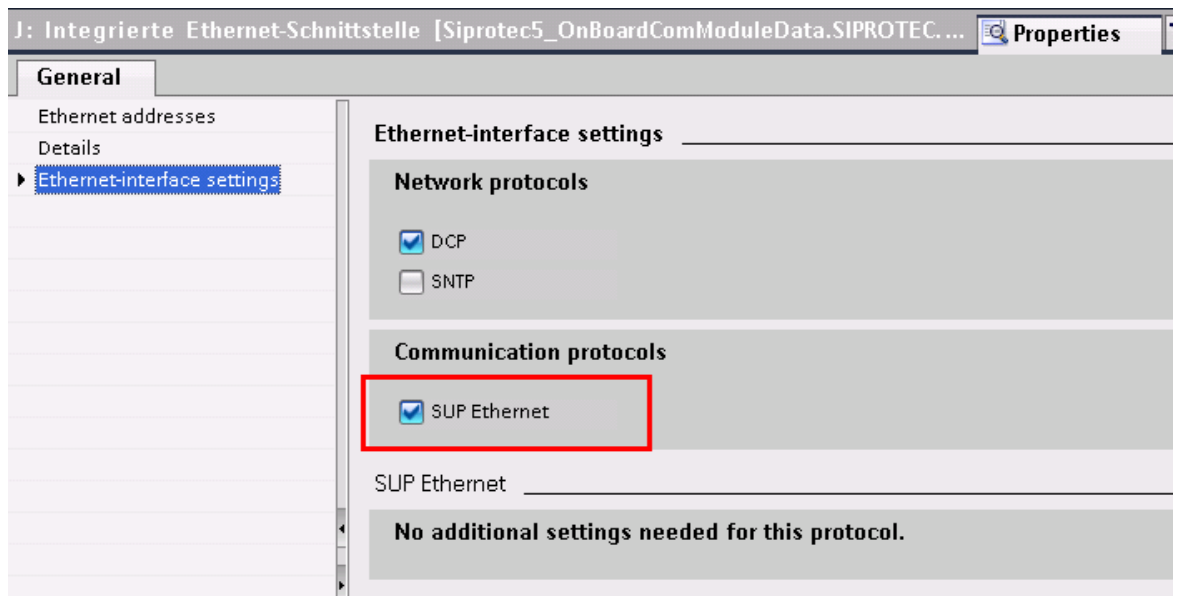 J: Integrierte Ethernet-Schnittstelle [Siprotec5_OnBoardComModuleData.SIPROTEC.... Properties
General
Ethernet addresses
Details
Ethernet-interface settings
Ethernet-interface settings
Network protocols
DCP
SNTP
Communication protocols
SUP Ethernet
SUP Ethernet
No additional settings needed for this protocol.